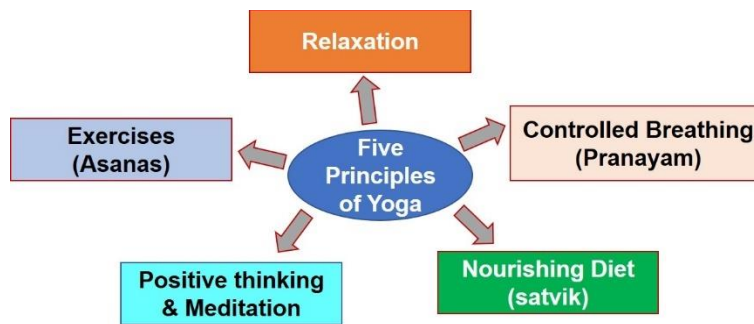 Relaxation
Exercises
(Asanas)
Five
Principles
of Yoga
Controlled Breathing
(Pranayam)
Positive thinking
& Meditation
Nourishing Diet
(satvik)